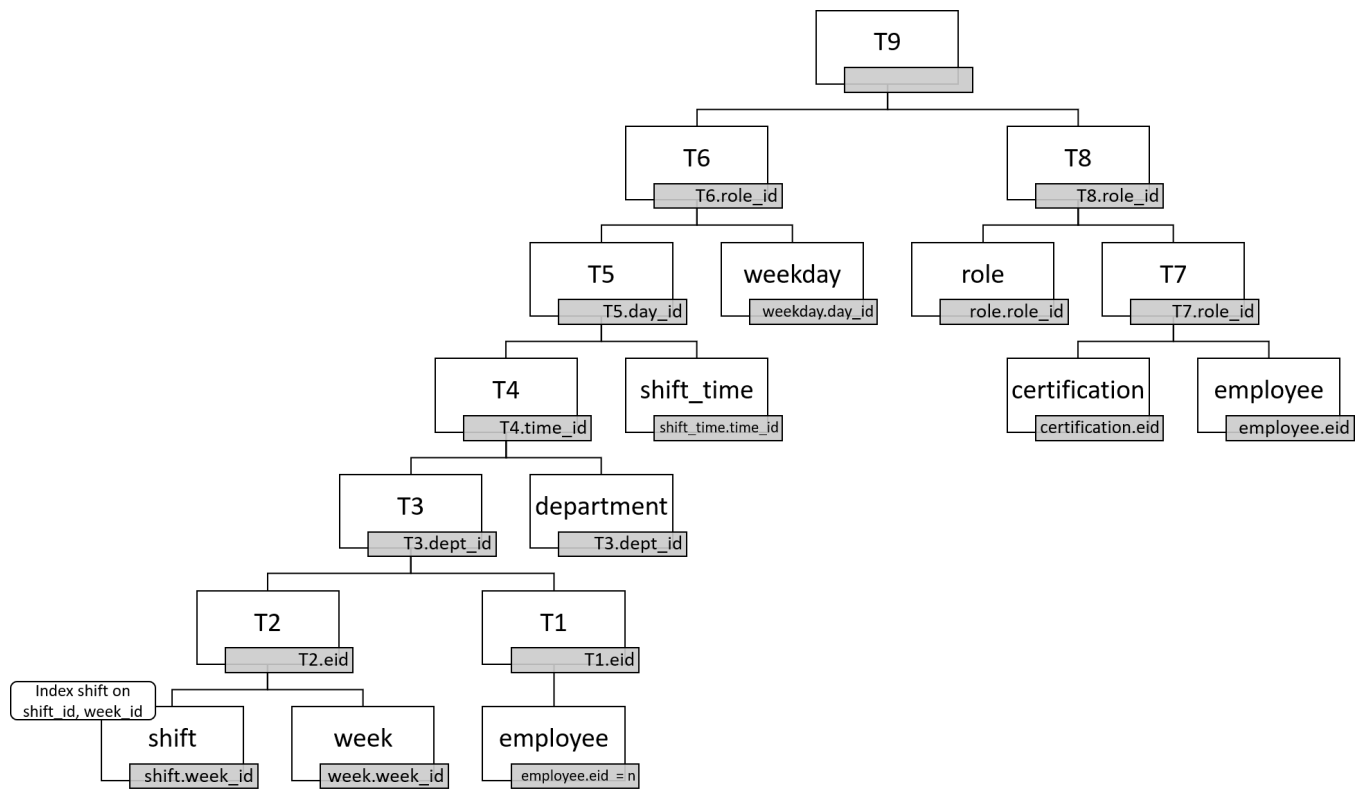 T9
T6
T6.role_id
T8
T8.role_id
T5
T5.day_id
weekday
weekday.day_id
role
role.role_id
T7
T7.role_id
T4
T4.time_id
shift_time
shift_time.time_id
certification
certification.eid
employee
employee.eid
T3
T3.dept_id
department
T3.dept_id
T2
T2.eid
T1
T1.eid
Index shift on
shift_id, week_id
shift
shift.week_id
week
week.week_id
employee
employee.eid = n